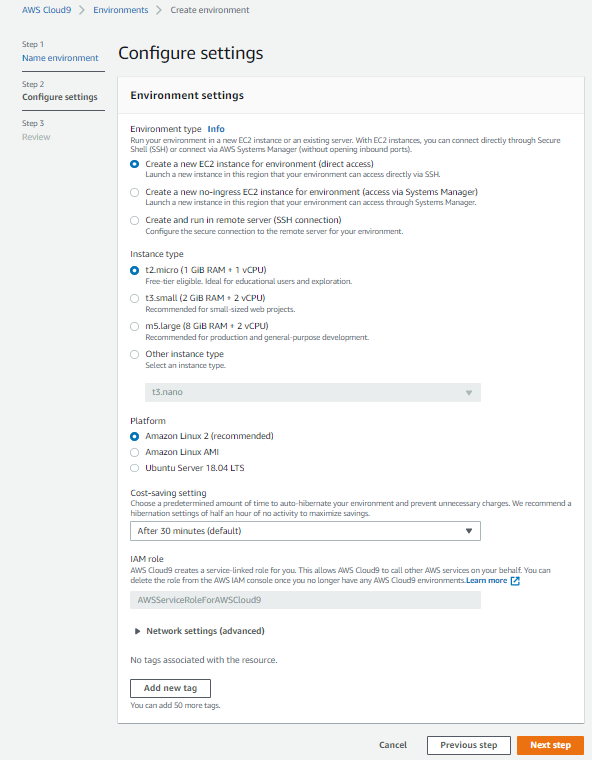 AWS Cloud9 > Environments > Create environment
Step 1
Name environment
Step 2
Configure settings
Step 3
Review
Configure settings
Environment settings
Environment type Info
Run your environment in a new EC2 instance or an existing server. With EC2 instances, you can connect directly through Secure
Shell (SSH) or connect via AWS Systems Manager (without opening inbound ports).
Create a new EC2 instance for environment (direct access)
Launch a new instance in this region that your environment can access directly via SSH.
Create a new no-ingress EC2 instance for environment (access via Systems Manager)
Launch a new instance in this region that your environment can access through Systems Manager.
Create and run in remote server (SSH connection)
Configure the secure connection to the remote server for your environment.
Instance type
t2.micro (1 GiB RAM + 1 vCPU)
Free-tier eligible. Ideal for educational users and exploration.
t3.small (2 GiB RAM + 2 vCPU)
Recommended for small-sized web projects.
m5.large (8 GiB RAM + 2 vCPU)
Recommended for production and general-purpose development.
Other instance type
Select an instance type.
t3.nano
Platform
Amazon Linux 2 (recommended)
Amazon Linux AMI
Ubuntu Server 18.04 LTS
Cost-saving setting
Choose a predetermined amount of time to auto-hibernate your environment and prevent unnecessary charges. We recommend a
hibernation settings of half an hour of no activity to maximize savings.
After 30 minutes (default)
IAM role
AWS Cloud9 creates a service-linked role for you. This allows AWS Cloud9 to call other AWS services on your behalf. You can
delete the role from the AWS IAM console once you no longer have any AWS Cloud9 environments.Learn more
AWSServiceRoleForAWSCloud9
Network settings (advanced)
No tags associated with the resource.
Add new tag
You can add 50 more tags.
Cancel Previous step Next step